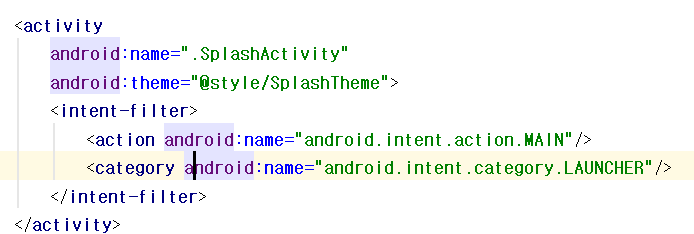 <activity
android:name=".SplashActivity"
android:theme="@style/SplashTheme">
<intent-filter>
<action android:name="android.intent.action.MAIN"/>
<category android:name="android.intent.category.LAUNCHER"/>
</intent-filter>
</activity>